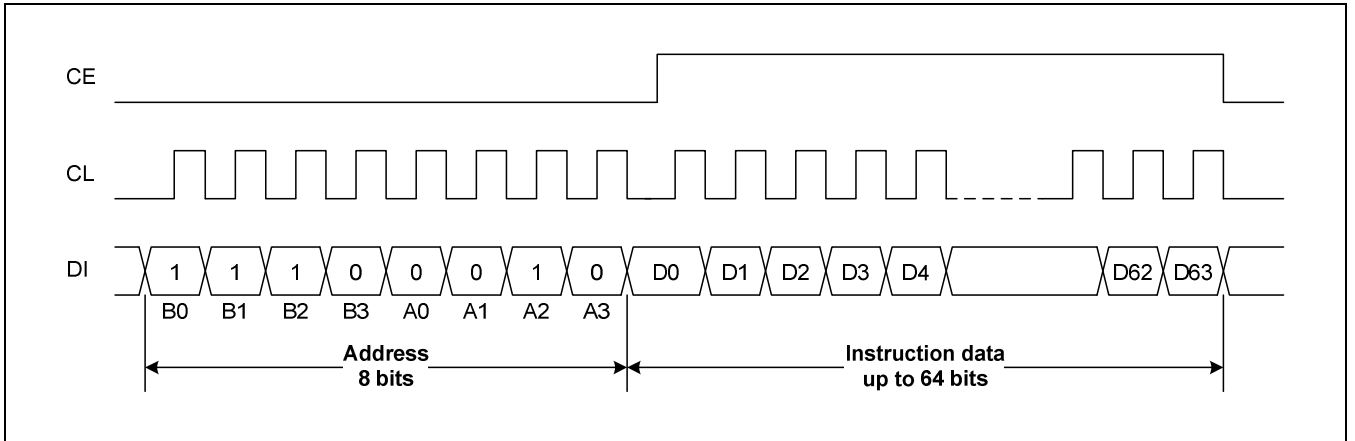 CE
CL
DI 1 1 1 0 0 0 1 0 D0 D1 D2 D3 D4 D62 D63
B0 B1 B2 B3 A0 A1 A2 A3
Address
8 bits
Instruction data
up to 64 bits